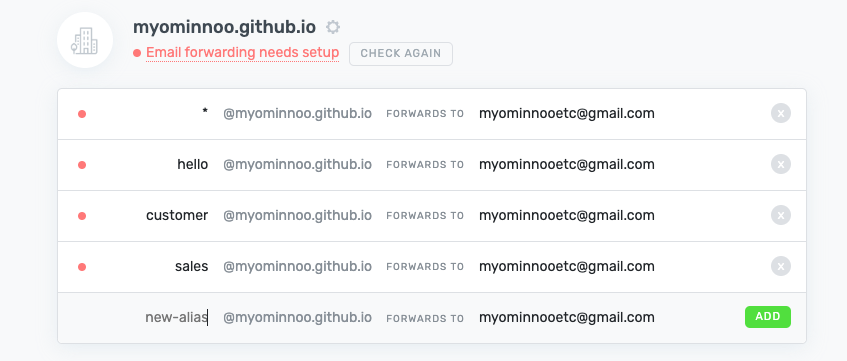 myominnoo.github.io
Email forwarding needs setup CHECK AGAIN
* @myominnoo.github.io FORWARDS TO myominnooetc@gmail.com x
hello @myominnoo.github.io FORWARDS TO myominnooetc@gmail.com x
customer @myominnoo.github.io FORWARDS TO myominnooetc@gmail.com x
sales @myominnoo.github.io FORWARDS TO myominnooetc@gmail.com x
new-alias @myominnoo.github.io FORWARDS TO myominnooetc@gmail.com ADD